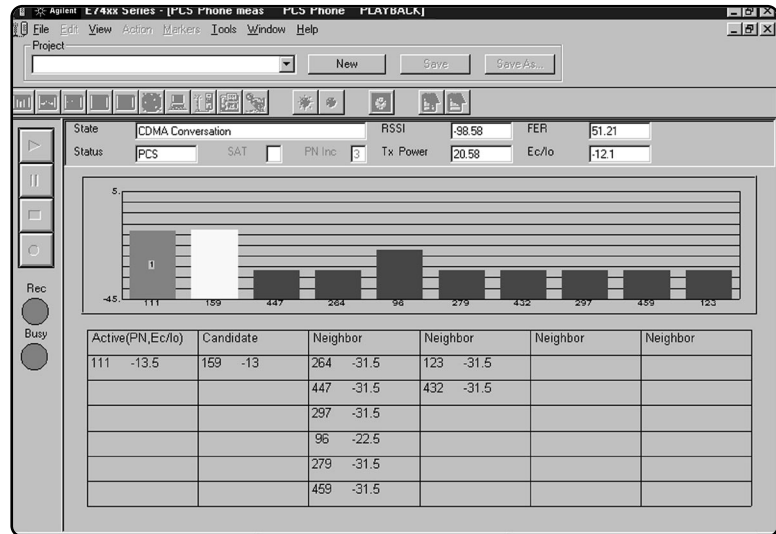 Agilent E74xx Series - [PCS Phone meas PCS Phone PLAYBACK]
File Edit View Action Markers Tools Window Help
Project
New Save Save As...
State CDMA Conversation RSSI -98.58 FER 51.21
Status PCS SAT PN Inc 3 Tx Power 20.58 Ec/Io -12.1
5.
1
-45.
111 159 447 264 96 279 432 297 459 123
Rec
Busy
Active(PN,Ec/Io) Candidate Neighbor Neighbor Neighbor Neighbor
111 -13.5 159 -13 264 -31.5 123 -31.5
447 -31.5 432 -31.5
297 -31.5
96 -22.5
279 -31.5
459 -31.5